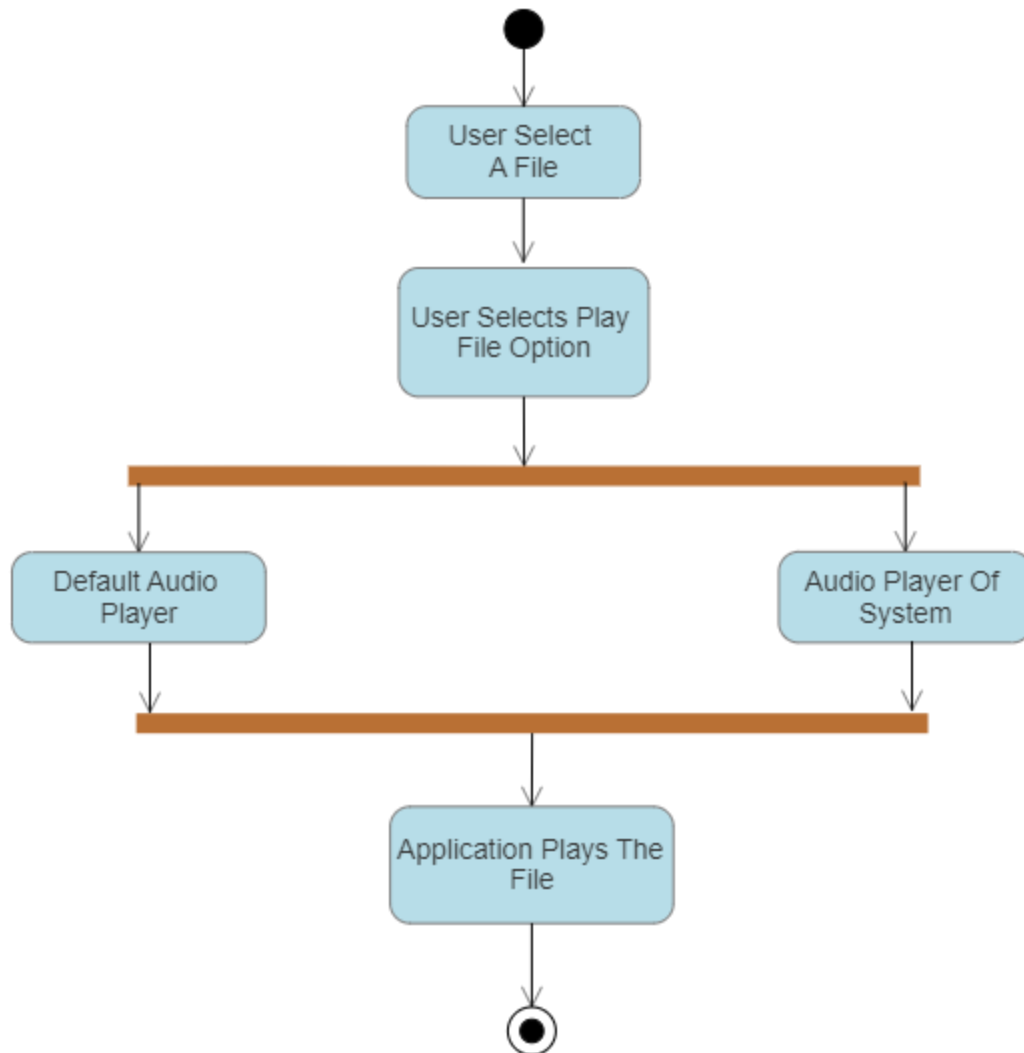 User Select
A File
User Selects Play
File Option
Default Audio
Player
Audio Player Of
System
Application Plays The
File